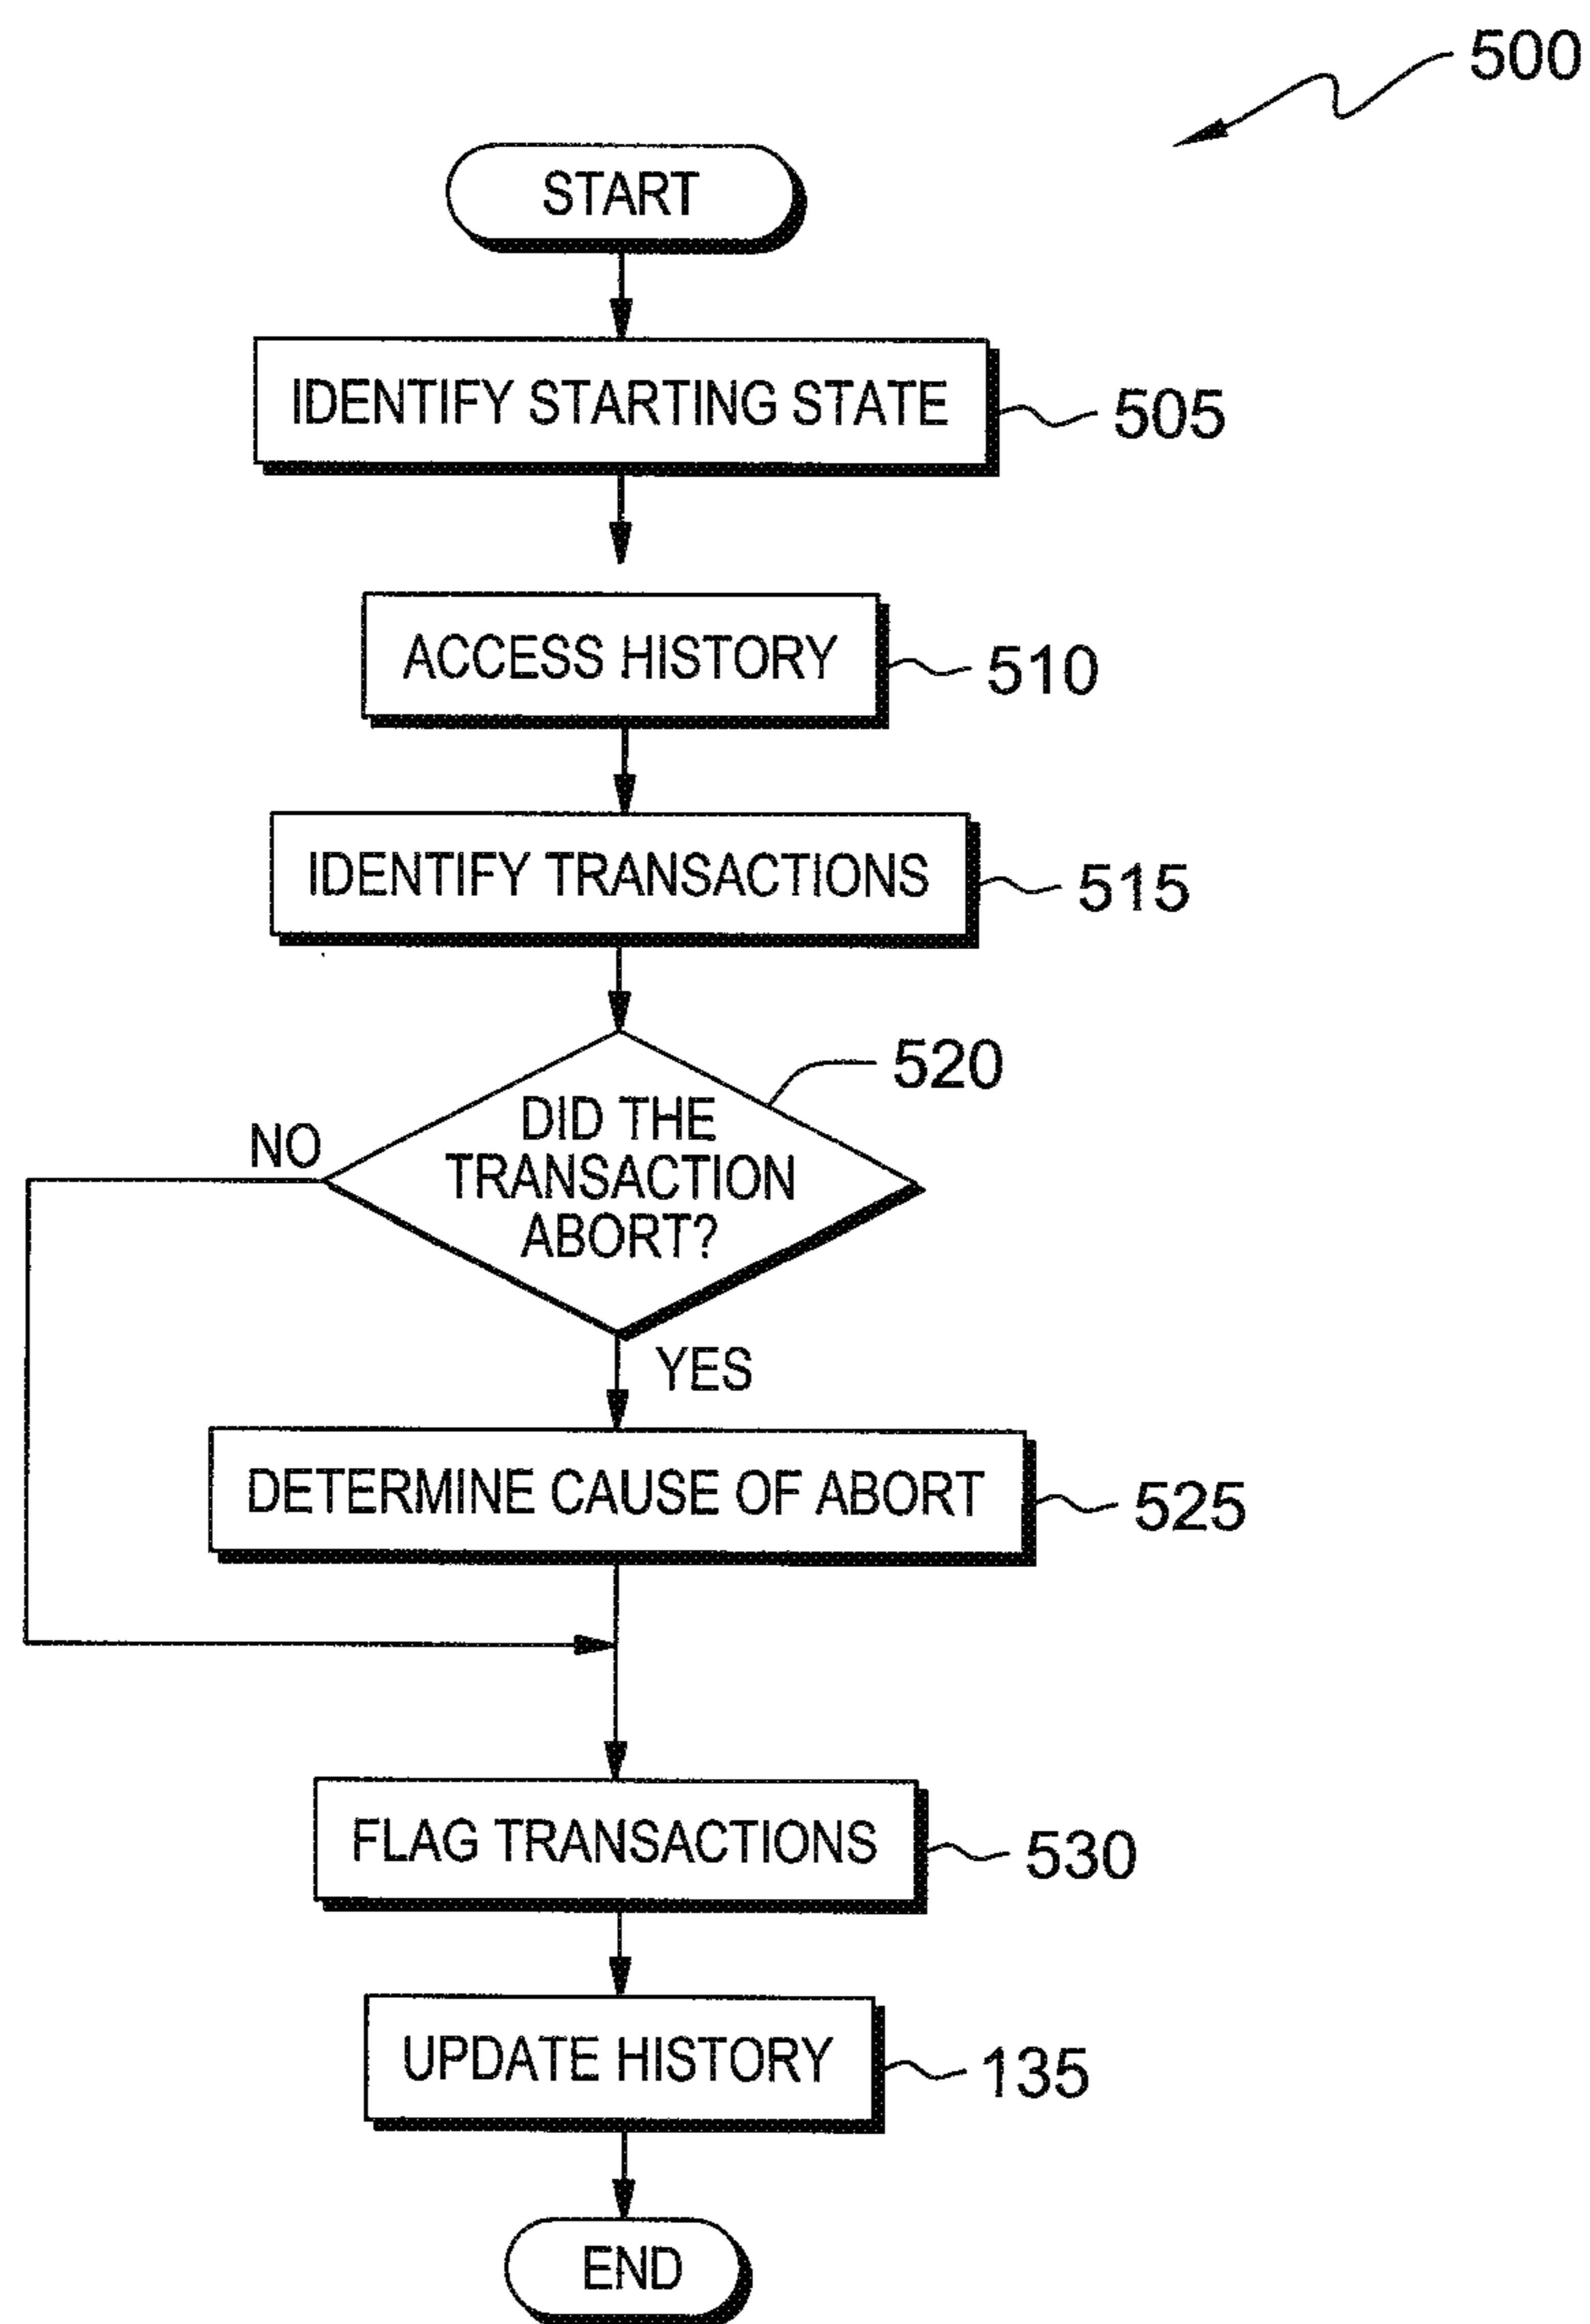 500
START
IDENTIFY STARTING STATE
505
ACCESS HISTORY
510
IDENTIFY TRANSACTIONS
515
520
DID THE
TRANSACTION
ABORT?
NO
YES
DETERMINE CAUSE OF ABORT
525
FLAG TRANSACTIONS
530
UPDATE HISTORY
135
END